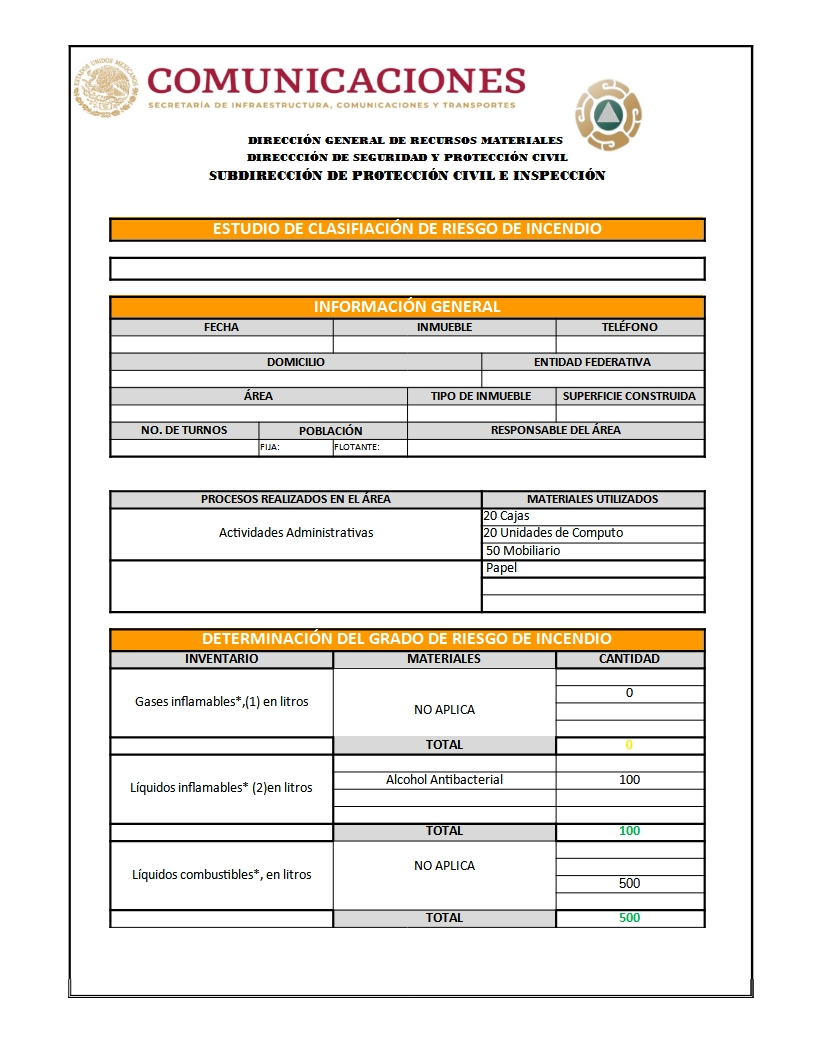 ESTADOS UNIDOS MEXICANOS
COMUNICACIONES
SECRETARÍA DE INFRAESTRUCTURA, COMUNICACIONES Y TRANSPORTES
DIRECCIÓN GENERAL DE RECURSOS MATERIALES
DIRECCCIÓN DE SEGURIDAD Y PROTECCIÓN CIVIL
SUBDIRECCIÓN DE PROTECCIÓN CIVIL E INSPECCIÓN
ESTUDIO DE CLASIFIACIÓN DE RIESGO DE INCENDIO
INFORMACIÓN GENERAL
FECHA INMUEBLE TELÉFONO
DOMICILIO ENTIDAD FEDERATIVA
ÁREA TIPO DE INMUEBLE SUPERFICIE CONSTRUIDA
NO. DE TURNOS POBLACIÓN RESPONSABLE DEL ÁREA
FIJA: FLOTANTE:
PROCESOS REALIZADOS EN EL ÁREA MATERIALES UTILIZADOS
20 Cajas
Actividades Administrativas 20 Unidades de Computo
50 Mobiliario
Papel
DETERMINACIÓN DEL GRADO DE RIESGO DE INCENDIO
INVENTARIO MATERIALES CANTIDAD
0
Gases inflamables*,(1) en litros
NO APLICA
TOTAL 0
Alcohol Antibacterial 100
Líquidos inflamables* (2)en litros
TOTAL 100
NO APLICA
Líquidos combustibles*, en litros
500
TOTAL 500